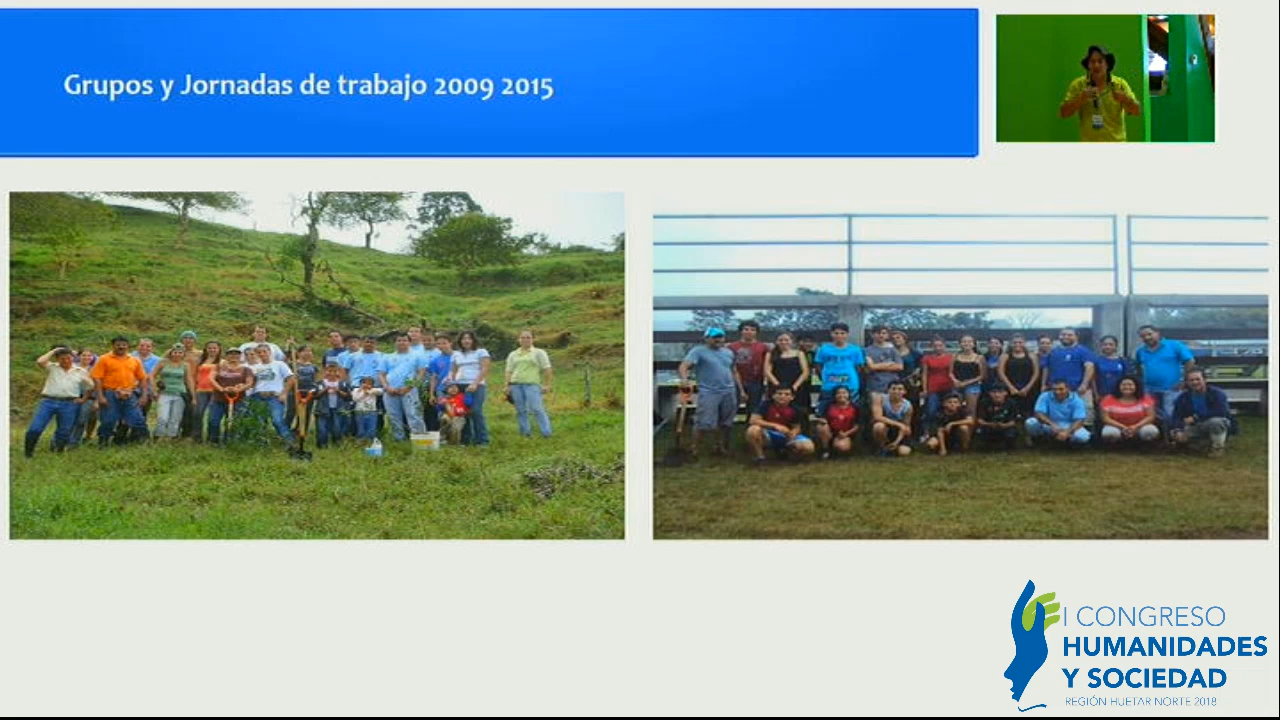 Grupos y Jornadas de trabajo 2009 2015
I CONGRESO
HUMANIDADES
Y SOCIEDAD
REGIÓN HUETAR NORTE 2018